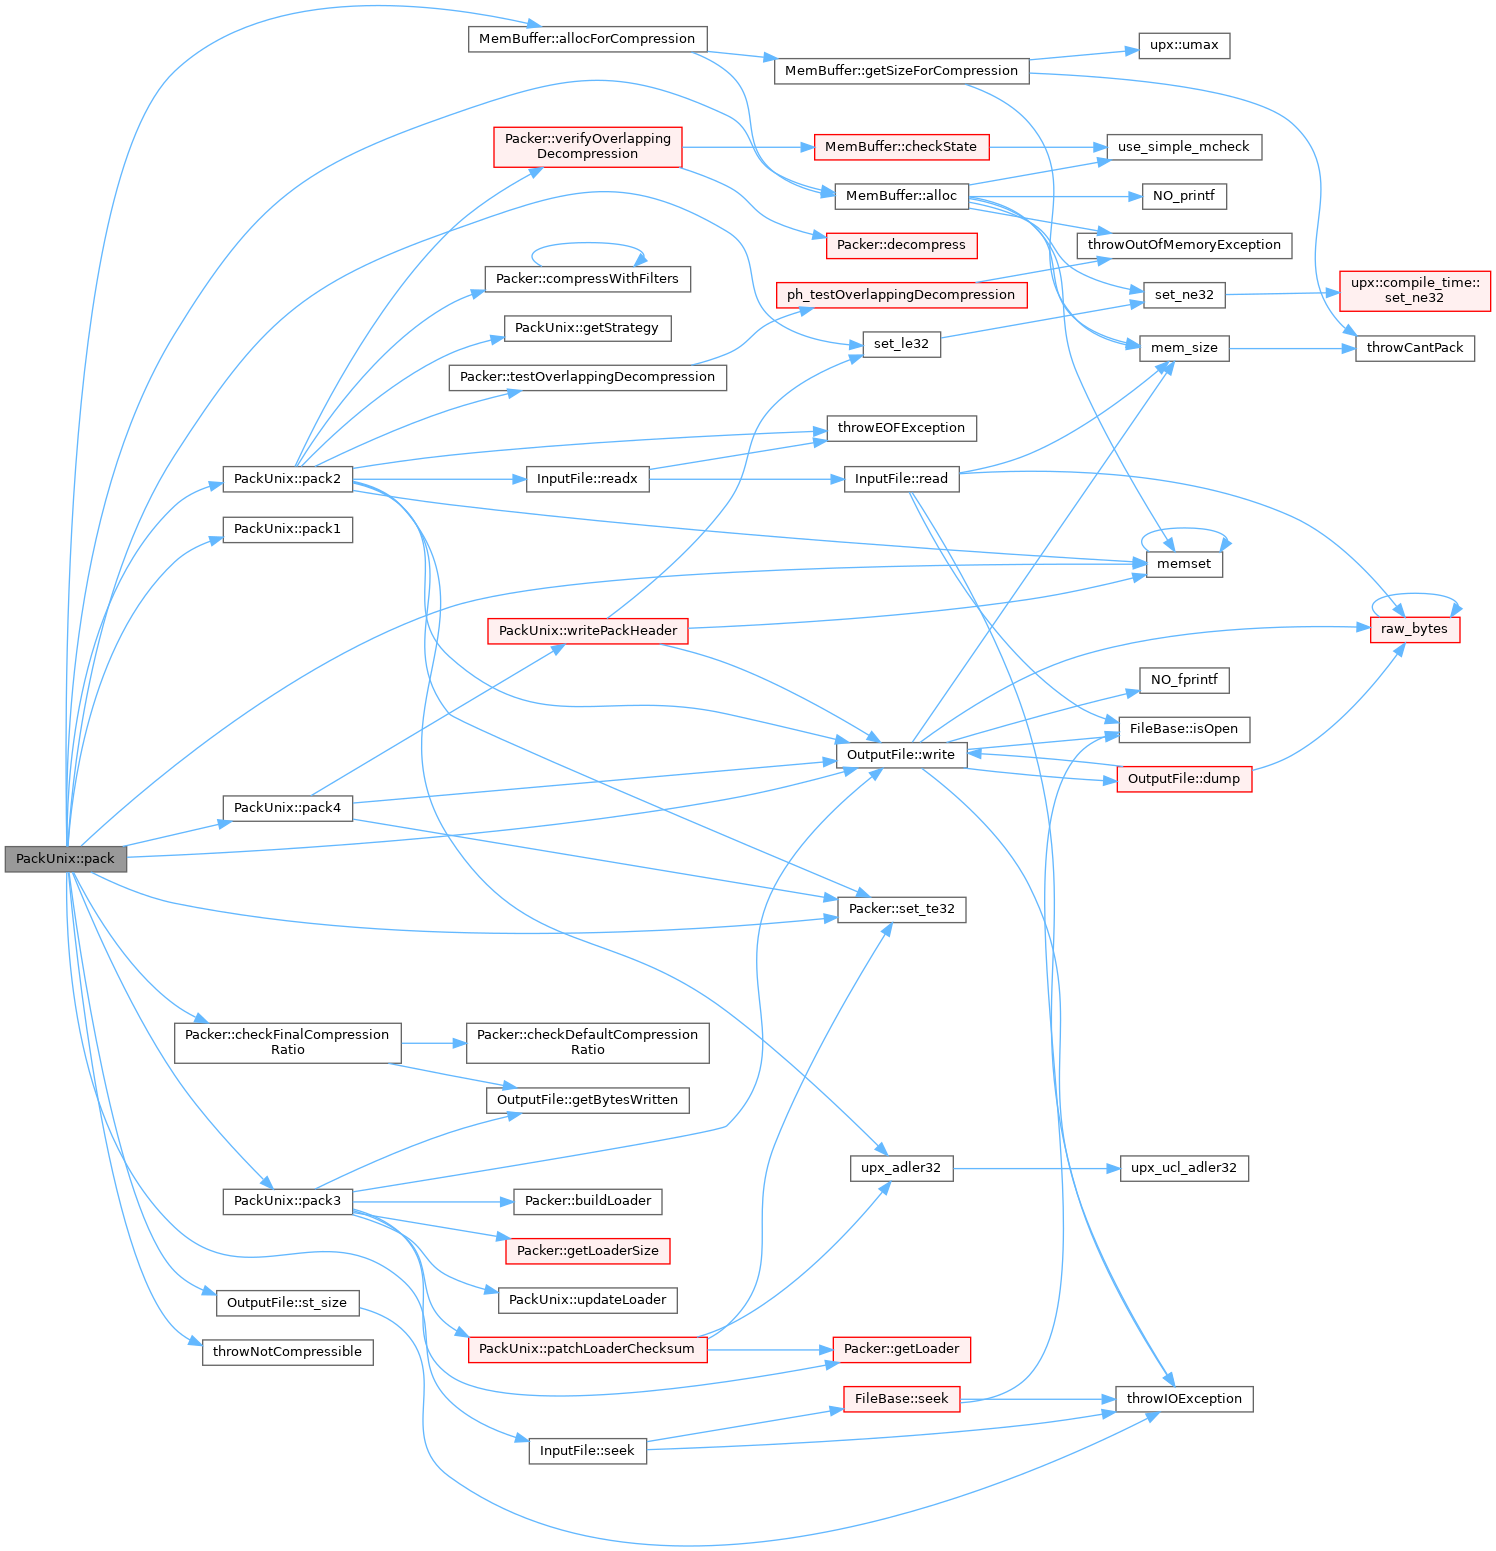 MemBuffer::allocForCompression
upx::umax
MemBuffer::getSizeForCompression
Packer::verifyOverlapping
Decompression
MemBuffer::checkState
use_simple_mcheck
MemBuffer::alloc
NO_printf
Packer::decompress
throwOutOfMemoryException
Packer::compressWithFilters
upx::compile_time::
set_ne32
ph_testOverlappingDecompression
set_ne32
PackUnix::getStrategy
set_le32
mem_size
throwCantPack
Packer::testOverlappingDecompression
throwEOFException
PackUnix::pack2
InputFile::readx
InputFile::read
PackUnix::pack1
memset
PackUnix::writePackHeader
raw_bytes
NO_fprintf
FileBase::isOpen
OutputFile::write
OutputFile::dump
PackUnix::pack4
PackUnix::pack
Packer::set_te32
Packer::checkFinalCompression
Ratio
Packer::checkDefaultCompression
Ratio
OutputFile::getBytesWritten
upx_adler32
upx_ucl_adler32
PackUnix::pack3
Packer::buildLoader
Packer::getLoaderSize
OutputFile::st_size
PackUnix::updateLoader
throwNotCompressible
PackUnix::patchLoaderChecksum
Packer::getLoader
FileBase::seek
throwIOException
InputFile::seek